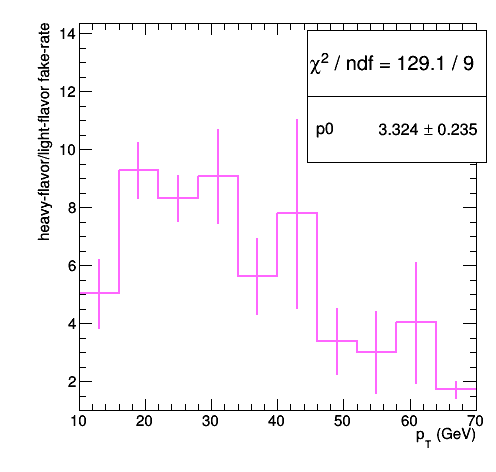 heavy-flavor/light-flavor fake-rate
14
12
10
8
6
4
2
χ² / ndf = 129.1 / 9
p0 3.324 ± 0.235
10 20 30 40 50 60 70
p_T (GeV)